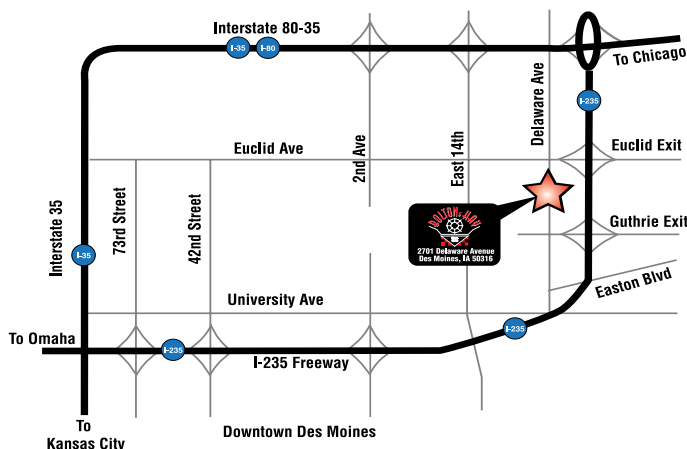 Interstate 80-35
I-35
I-80
To Chicago
I-235
Delaware Ave
Euclid Ave
2nd Ave
East 14th
Euclid Exit
73rd Street
42nd Street
Interstate 35
I-35
BOLTON & HAY
2701 Delaware Avenue
Des Moines, IA 50316
Guthrie Exit
Easton Blvd
University Ave
To Omaha
I-235
I-235
I-235 Freeway
To
Kansas City
Downtown Des Moines